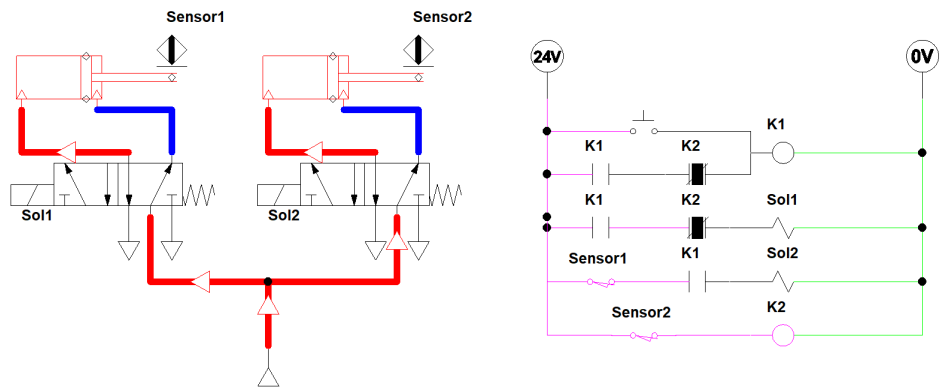 Sensor1
Sensor2
Sol1
Sol2
24V
0V
K1
K1
K2
K1
K2
Sol1
Sensor1
K1
Sol2
Sensor2
K2